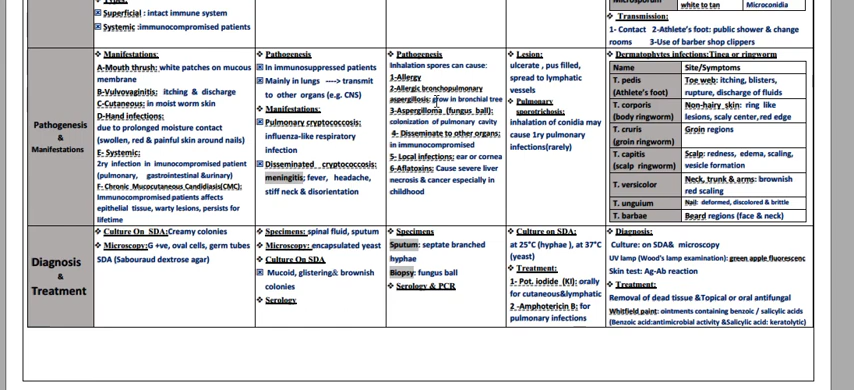 Types:
Superficial : intact immune system
Systemic :immunocompromised patients
white to tan
Microconidia
Transmission:
1- Contact 2-Athlete's foot: public shower & change
rooms 3-Use of barber shop clippers
Pathogenesis
&
Manifestations
Manifestations:
A-Mouth thrush: white patches on mucous
membrane
B-Vulvovaginitis: itching & discharge
C-Cutaneous: in moist worm skin
D-Hand infections:
due to prolonged moisture contact
(swollen, red & painful skin around nails)
E- Systemic:
2ry infection in imunocompromised patient
(pulmonary, gastrointestinal &urinary)
F- Chronic Mucocutaneous Candidiasis(CMC):
Immunocompromised patients affects
epithelial tissue, warty lesions, persists for
lifetime
Pathogenesis
In immunosuppressed patients
Mainly in lungs ----> transmit
to other organs (e.g. CNS)
Manifestations:
Pulmonary cryptococcosis:
influenza-like respiratory
infection
Disseminated cryptococcosis:
meningitis: fever, headache,
stiff neck & disorientation
Pathogenesis
Inhalation spores can cause:
1-Allergy
2-Allergic bronchopulmonary
aspergillosis: grow in bronchial tree
3-Aspergilloma (fungus ball):
colonization of pulmonary cavity
4- Disseminate to other organs:
in immunocompromised
5- Local infections: ear or cornea
6-Aflatoxins: Cause severe liver
necrosis & cancer especially in
childhood
Lesion:
ulcerate , pus filled,
spread to lymphatic
vessels
Pulmonary
sporotrichosis:
inhalation of conidia may
cause 1ry pulmonary
infections(rarely)
Dermatophytes infections:Tinea or ringworm
Name Site/Symptoms
T. pedis
(Athlete's foot)
Toe web: itching, blisters,
rupture, discharge of fluids
T. corporis
(body ringworm)
Non-hairy skin: ring like
lesions, scaly center,red edge
T. cruris
(groin ringworm)
Groin regions
T. capitis
(scalp ringworm)
Scalp: redness, edema, scaling,
vesicle formation
T. versicolor
Neck, trunk & arms: brownish
red scaling
T. unguium Nail: deformed, discolored & brittle
T. barbae Beard regions (face & neck)
Diagnosis
&
Treatment
Culture On SDA:Creamy colonies
Microscopy:G +ve, oval cells, germ tubes
SDA (Sabouraud dextrose agar)
Specimens: spinal fluid, sputum
Microscopy: encapsulated yeast
Culture On SDA
Mucoid, glistering& brownish
colonies
Serology
Specimens
Sputum: septate branched
hyphae
Biopsy: fungus ball
Serology & PCR
Culture on SDA:
at 25°C (hyphae ), at 37°C
(yeast)
Treatment:
1- Pot. iodide (KI): orally
for cutaneous&lymphatic
2 -Amphotericin B: for
pulmonary infections
Diagnosis:
Culture: on SDA& microscopy
UV lamp (Wood's lamp examination): green apple fluorescenc
Skin test: Ag-Ab reaction
Treatment:
Removal of dead tissue &Topical or oral antifungal
Whitfield paint: ointments containing benzoic / salicylic acids
(Benzoic acid:antimicrobial activity &Salicylic acid: keratolytic)